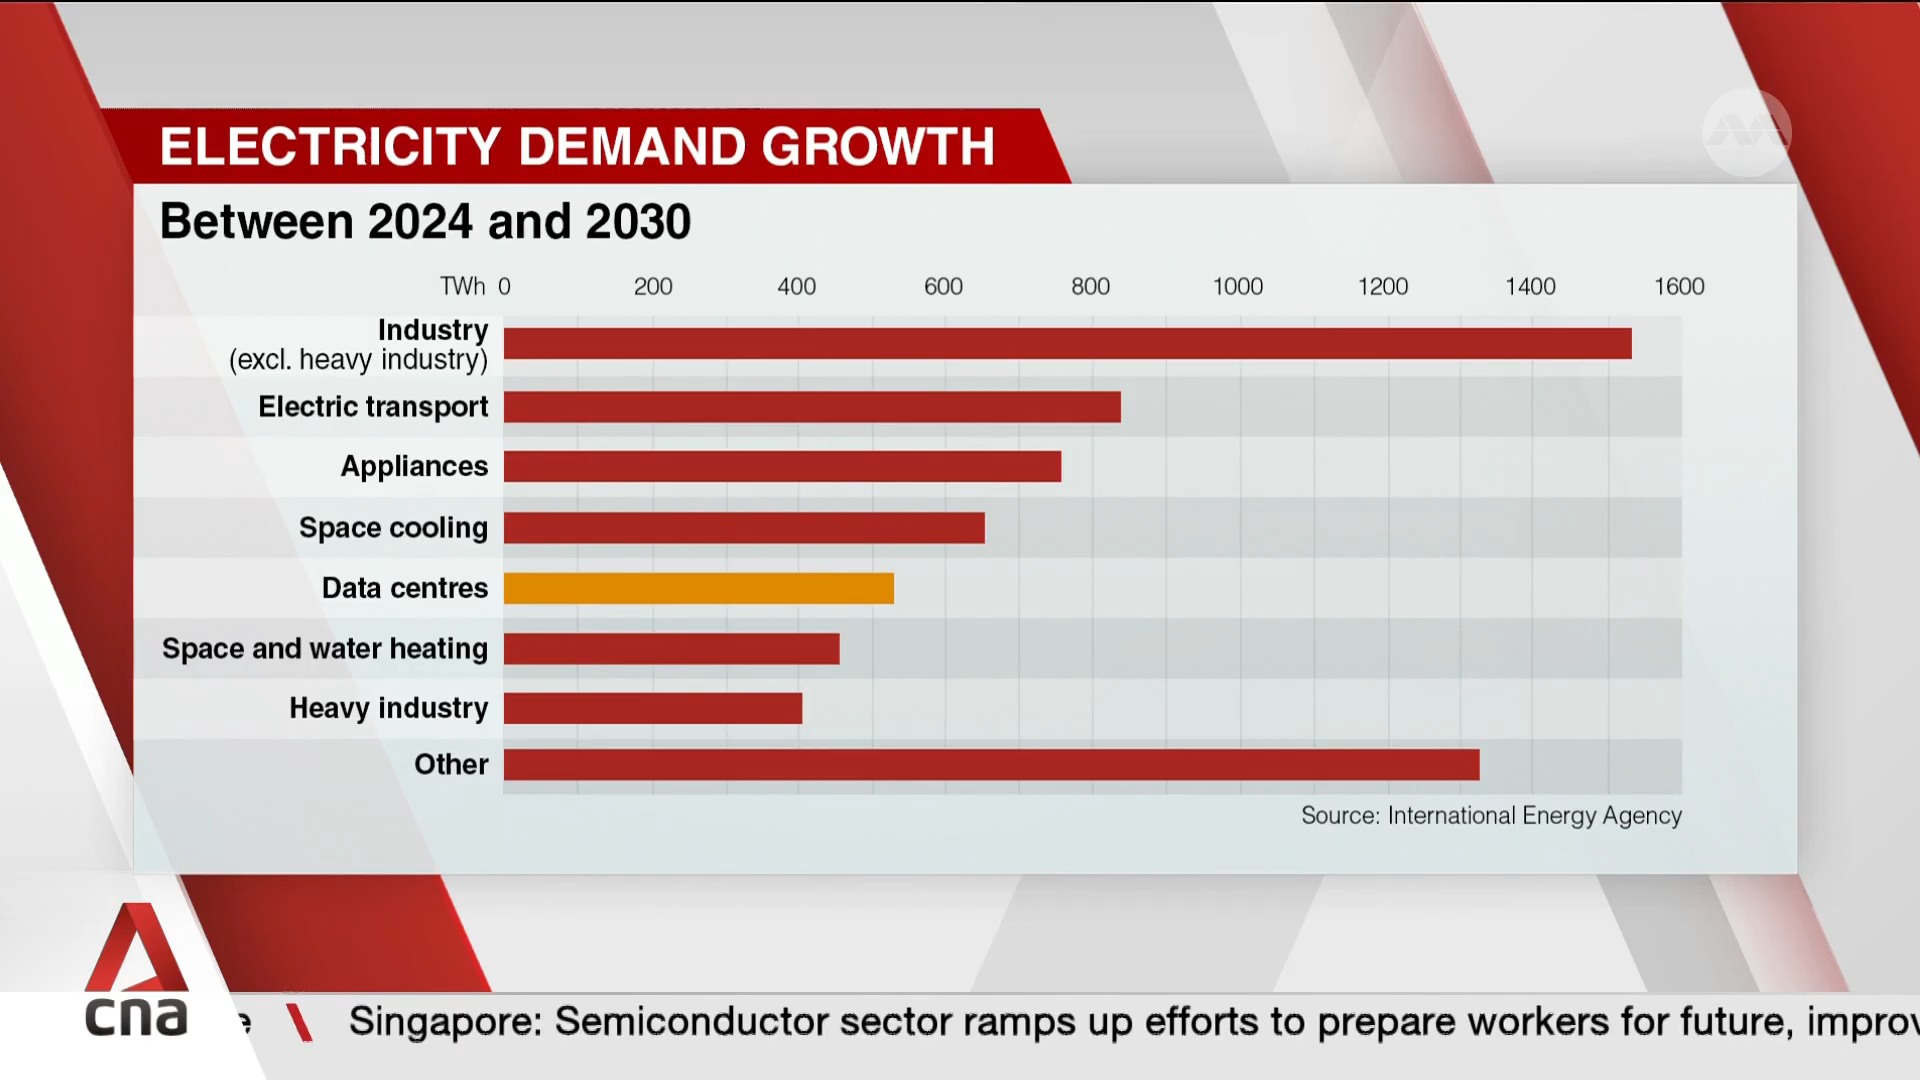 ELECTRICITY DEMAND GROWTH
Between 2024 and 2030
TWh 0 200 400 600 800 1000 1200 1400 1600
Industry
(excl. heavy industry)
Electric transport
Appliances
Space cooling
Data centres
Space and water heating
Heavy industry
Other
Source: International Energy Agency
cna
e \ Singapore: Semiconductor sector ramps up efforts to prepare workers for future, improv